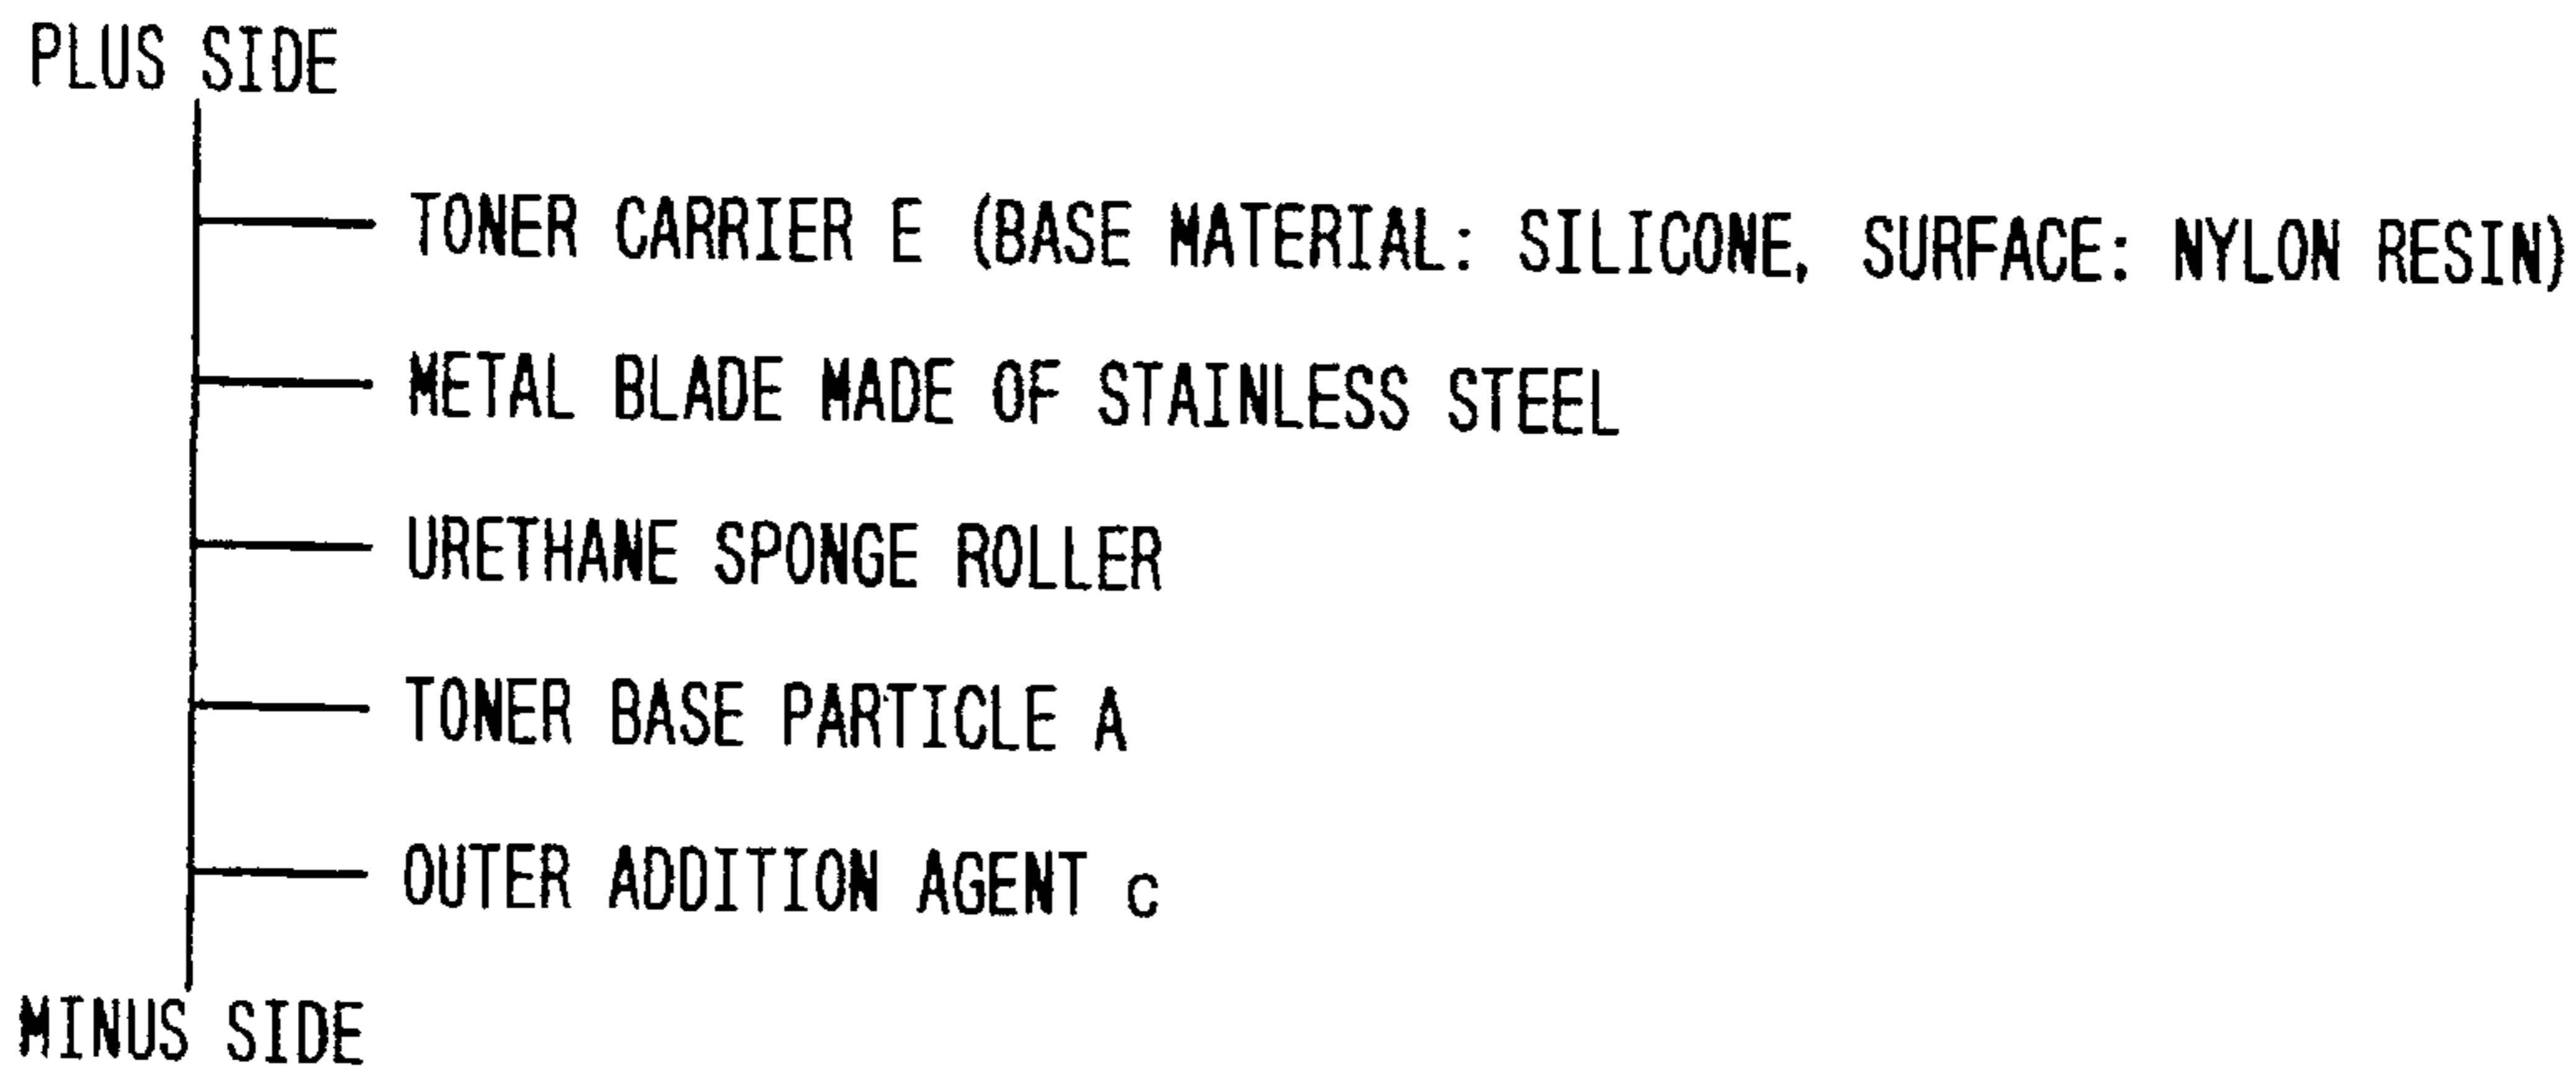 PLUS SIDE
TONER CARRIER E (BASE MATERIAL: SILICONE, SURFACE: NYLON RESIN)
METAL BLADE MADE OF STAINLESS STEEL
URETHANE SPONGE ROLLER
TONER BASE PARTICLE A
OUTER ADDITION AGENT c
MINUS SIDE